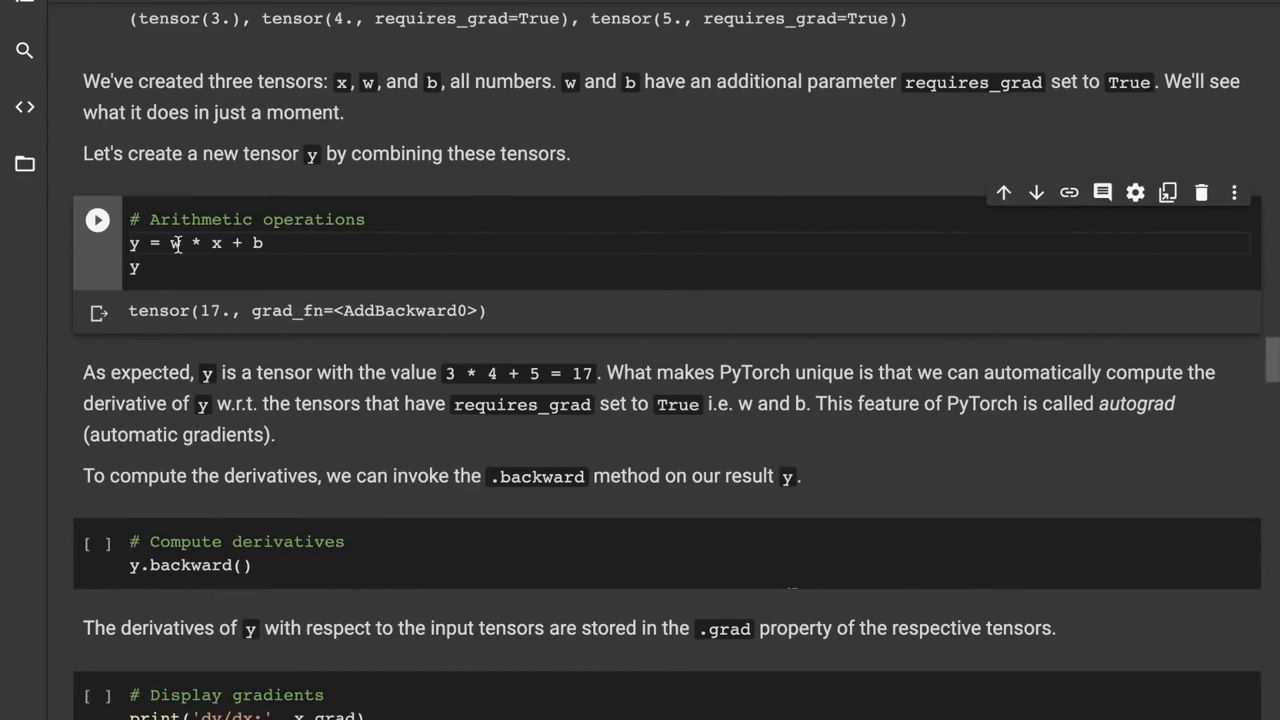 (tensor(3.), tensor(4., requires_grad=True), tensor(5., requires_grad=True))
We've created three tensors: x, w, and b, all numbers. w and b have an additional parameter requires_grad set to True. We'll see
what it does in just a moment.
Let's create a new tensor y by combining these tensors.
# Arithmetic operations
y = w * x + b
y
tensor(17., grad_fn=<AddBackward0>)
As expected, y is a tensor with the value 3 * 4 + 5 = 17. What makes PyTorch unique is that we can automatically compute the
derivative of y w.r.t. the tensors that have requires_grad set to True i.e. w and b. This feature of PyTorch is called autograd
(automatic gradients).
To compute the derivatives, we can invoke the .backward method on our result y.
[ ] # Compute derivatives
y.backward()
The derivatives of y with respect to the input tensors are stored in the .grad property of the respective tensors.
[ ] # Display gradients
print('dy/dx:', x.grad)